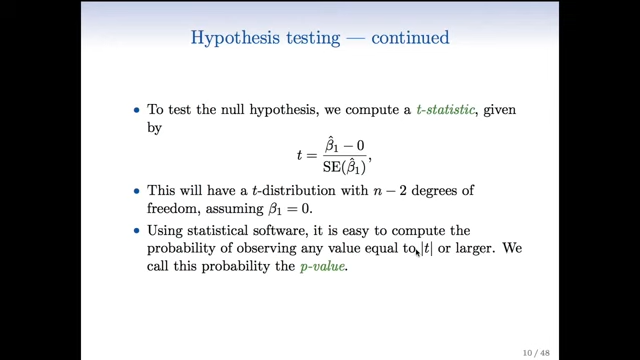 Hypothesis testing — continued
• To test the null hypothesis, we compute a t-statistic, given
by
t = β̂₁ − 0 / SE(β̂₁),
• This will have a t-distribution with n − 2 degrees of
freedom, assuming β₁ = 0.
• Using statistical software, it is easy to compute the
probability of observing any value equal to |t| or larger. We
call this probability the p-value.
10 / 48